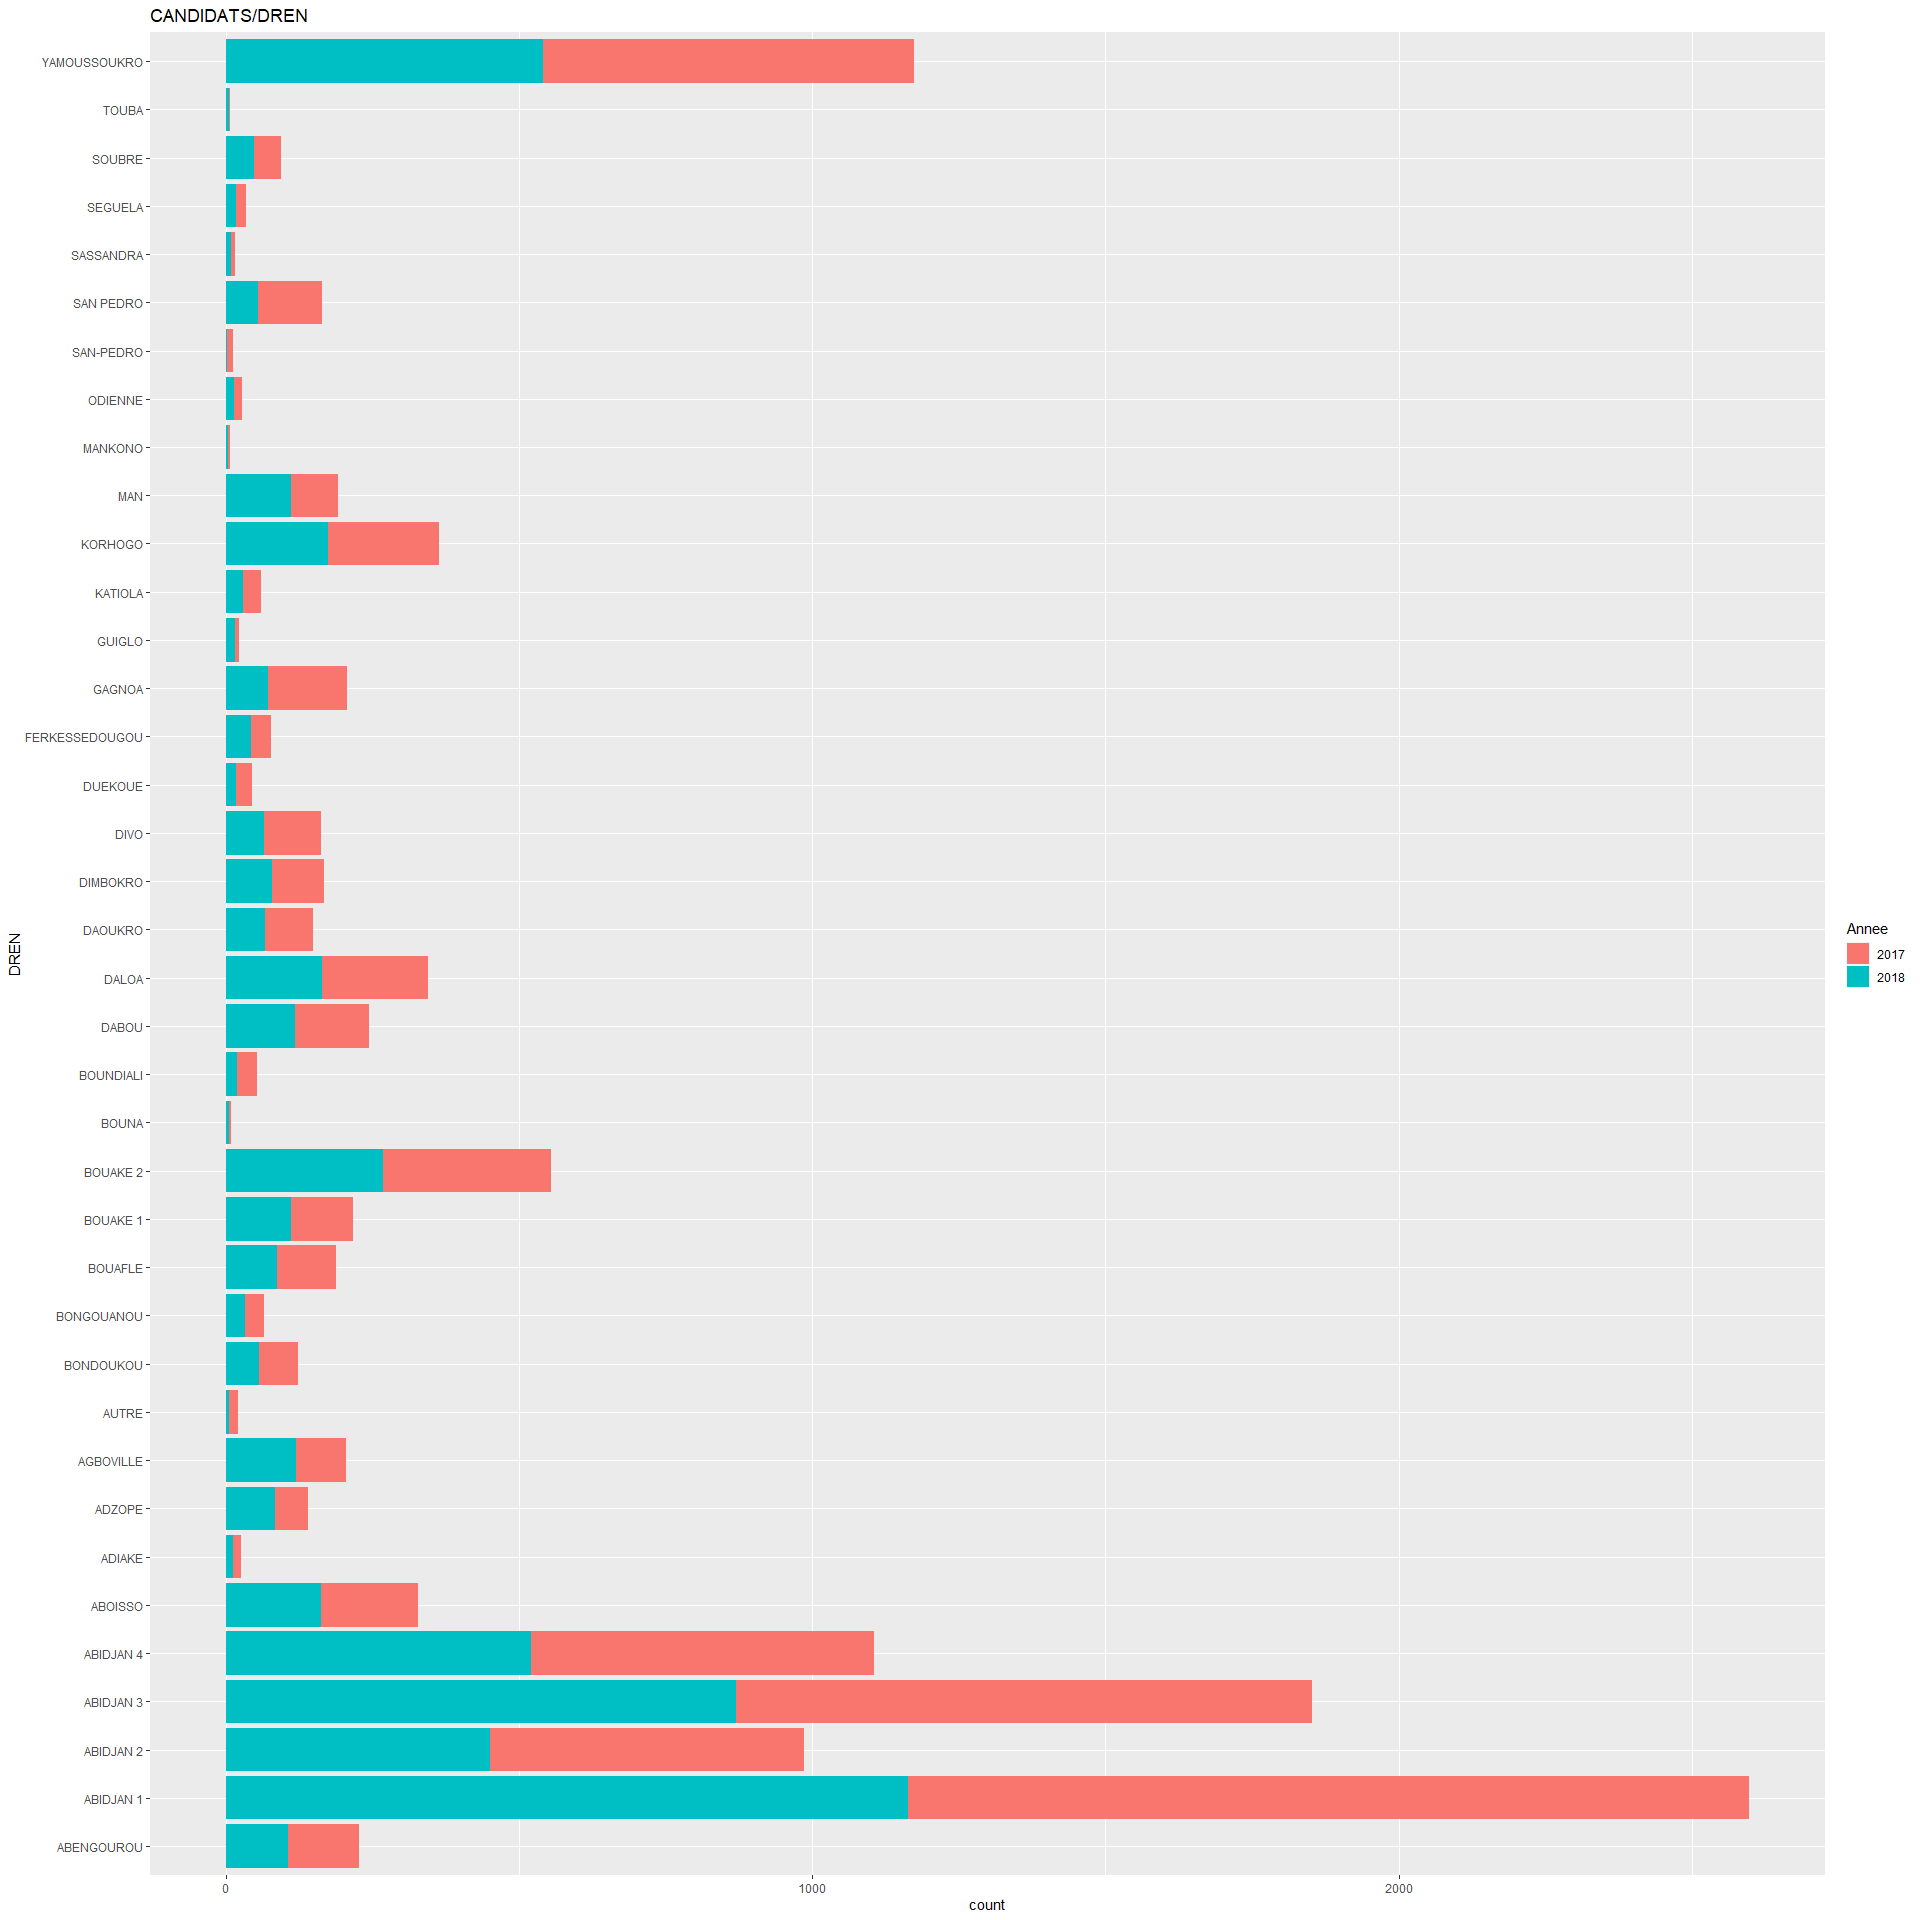 CANDIDATS/DREN
YAMOUSSOUKRO
TOUBA
SOUBRE
SEGUELA
SASSANDRA
SAN PEDRO
SAN-PEDRO
ODIENNE
MANKONO
MAN
KORHOGO
KATIOLA
GUIGLO
GAGNOA
FERKESSEDOUGOU
DUEKOUE
DIVO
DIMBOKRO
DAOUKRO
DALOA
DABOU
BOUNDIALI
BOUNA
BOUAKE 2
BOUAKE 1
BOUAFLE
BONGOUANOU
BONDOUKOU
AUTRE
AGBOVILLE
ADZOPE
ADIAKE
ABOISSO
ABIDJAN 4
ABIDJAN 3
ABIDJAN 2
ABIDJAN 1
ABENGOUROU
DREN
0 1000 2000
count
Annee
2017
2018